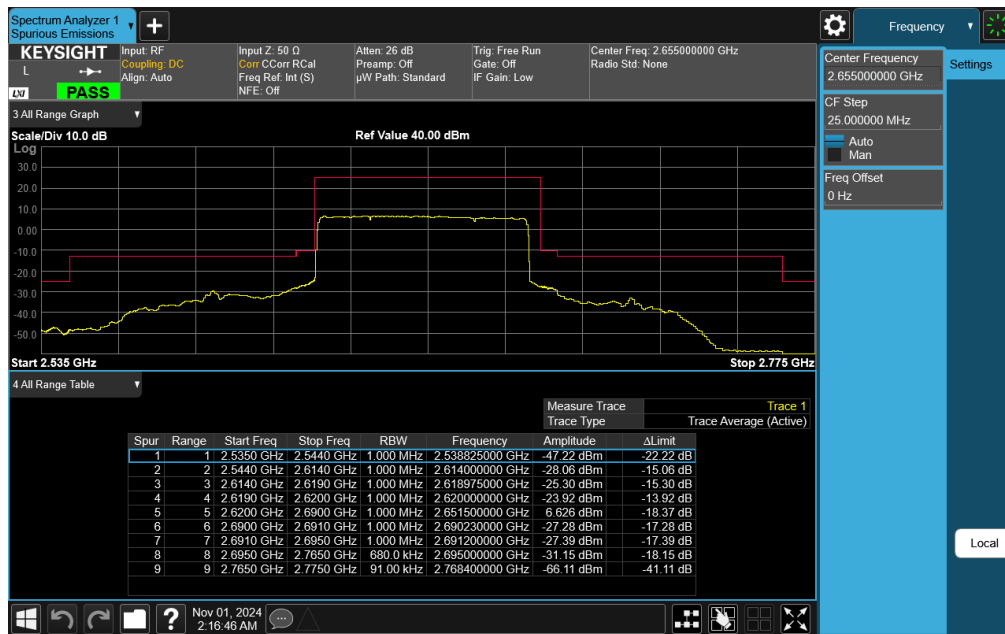 Spectrum Analyzer 1
Spurious Emissions
Frequency
KEYSIGHT
L
LXI
PASS
Input: RF
Coupling: DC
Align: Auto
Input Z: 50 Ω
Corr CCorr RCal
Freq Ref: Int (S)
NFE: Off
Atten: 26 dB
Preamp: Off
µW Path: Standard
Trig: Free Run
Gate: Off
IF Gain: Low
Center Freq: 2.655000000 GHz
Radio Std: None
Center Frequency
2.655000000 GHz
Settings
CF Step
25.000000 MHz
Auto
Man
Freq Offset
0 Hz
Local
3 All Range Graph
Scale/Div 10.0 dB Ref Value 40.00 dBm
Log
30.0
20.0
10.0
0.00
-10.0
-20.0
-30.0
-40.0
-50.0
Start 2.535 GHz Stop 2.775 GHz
4 All Range Table
Measure Trace Trace 1
Trace Type Trace Average (Active)
Spur Range Start Freq Stop Freq RBW Frequency Amplitude ΔLimit
1 1 2.5350 GHz 2.5440 GHz 1.000 MHz 2.538825000 GHz -47.22 dBm -22.22 dB
2 2 2.5440 GHz 2.6140 GHz 1.000 MHz 2.614000000 GHz -28.06 dBm -15.06 dB
3 3 2.6140 GHz 2.6190 GHz 1.000 MHz 2.618975000 GHz -25.30 dBm -15.30 dB
4 4 2.6190 GHz 2.6200 GHz 1.000 MHz 2.620000000 GHz -23.92 dBm -13.92 dB
5 5 2.6200 GHz 2.6900 GHz 1.000 MHz 2.651500000 GHz 6.626 dBm -18.37 dB
6 6 2.6900 GHz 2.6910 GHz 1.000 MHz 2.690230000 GHz -27.28 dBm -17.28 dB
7 7 2.6910 GHz 2.6950 GHz 1.000 MHz 2.691200000 GHz -27.39 dBm -17.39 dB
8 8 2.6950 GHz 2.7650 GHz 680.0 kHz 2.695000000 GHz -31.15 dBm -18.15 dB
9 9 2.7650 GHz 2.7750 GHz 91.00 kHz 2.768400000 GHz -66.11 dBm -41.11 dB
Nov 01, 2024
2:16:46 AM